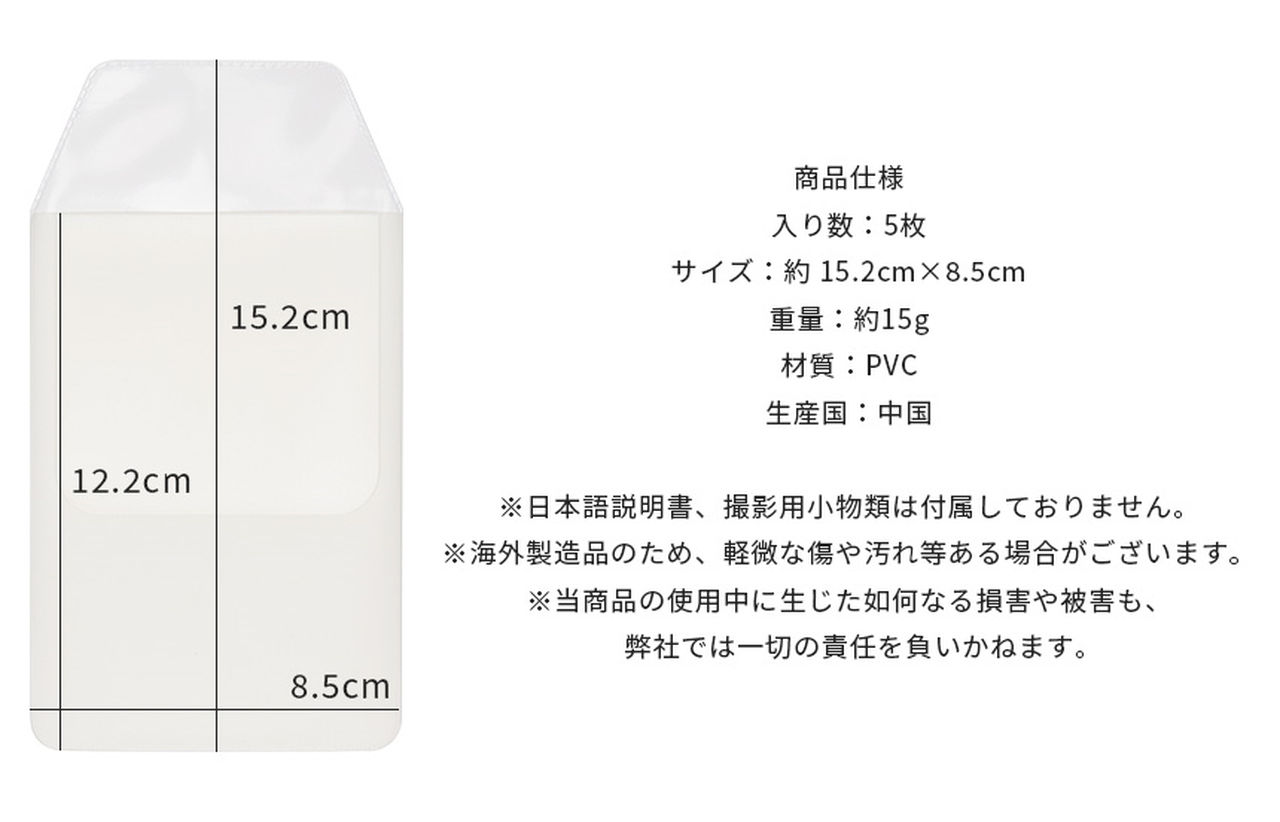 15.2cm
12.2cm
8.5cm
商品仕様
入り数：5枚
サイズ：約 15.2cm×8.5cm
重量：約15g
材質：PVC
生産国：中国
※日本語説明書、撮影用小物類は付属しておりません。
※海外製造品のため、軽微な傷や汚れ等ある場合がございます。
※当商品の使用中に生じた如何なる損害や被害も、
弊社では一切の責任を負いかねます。